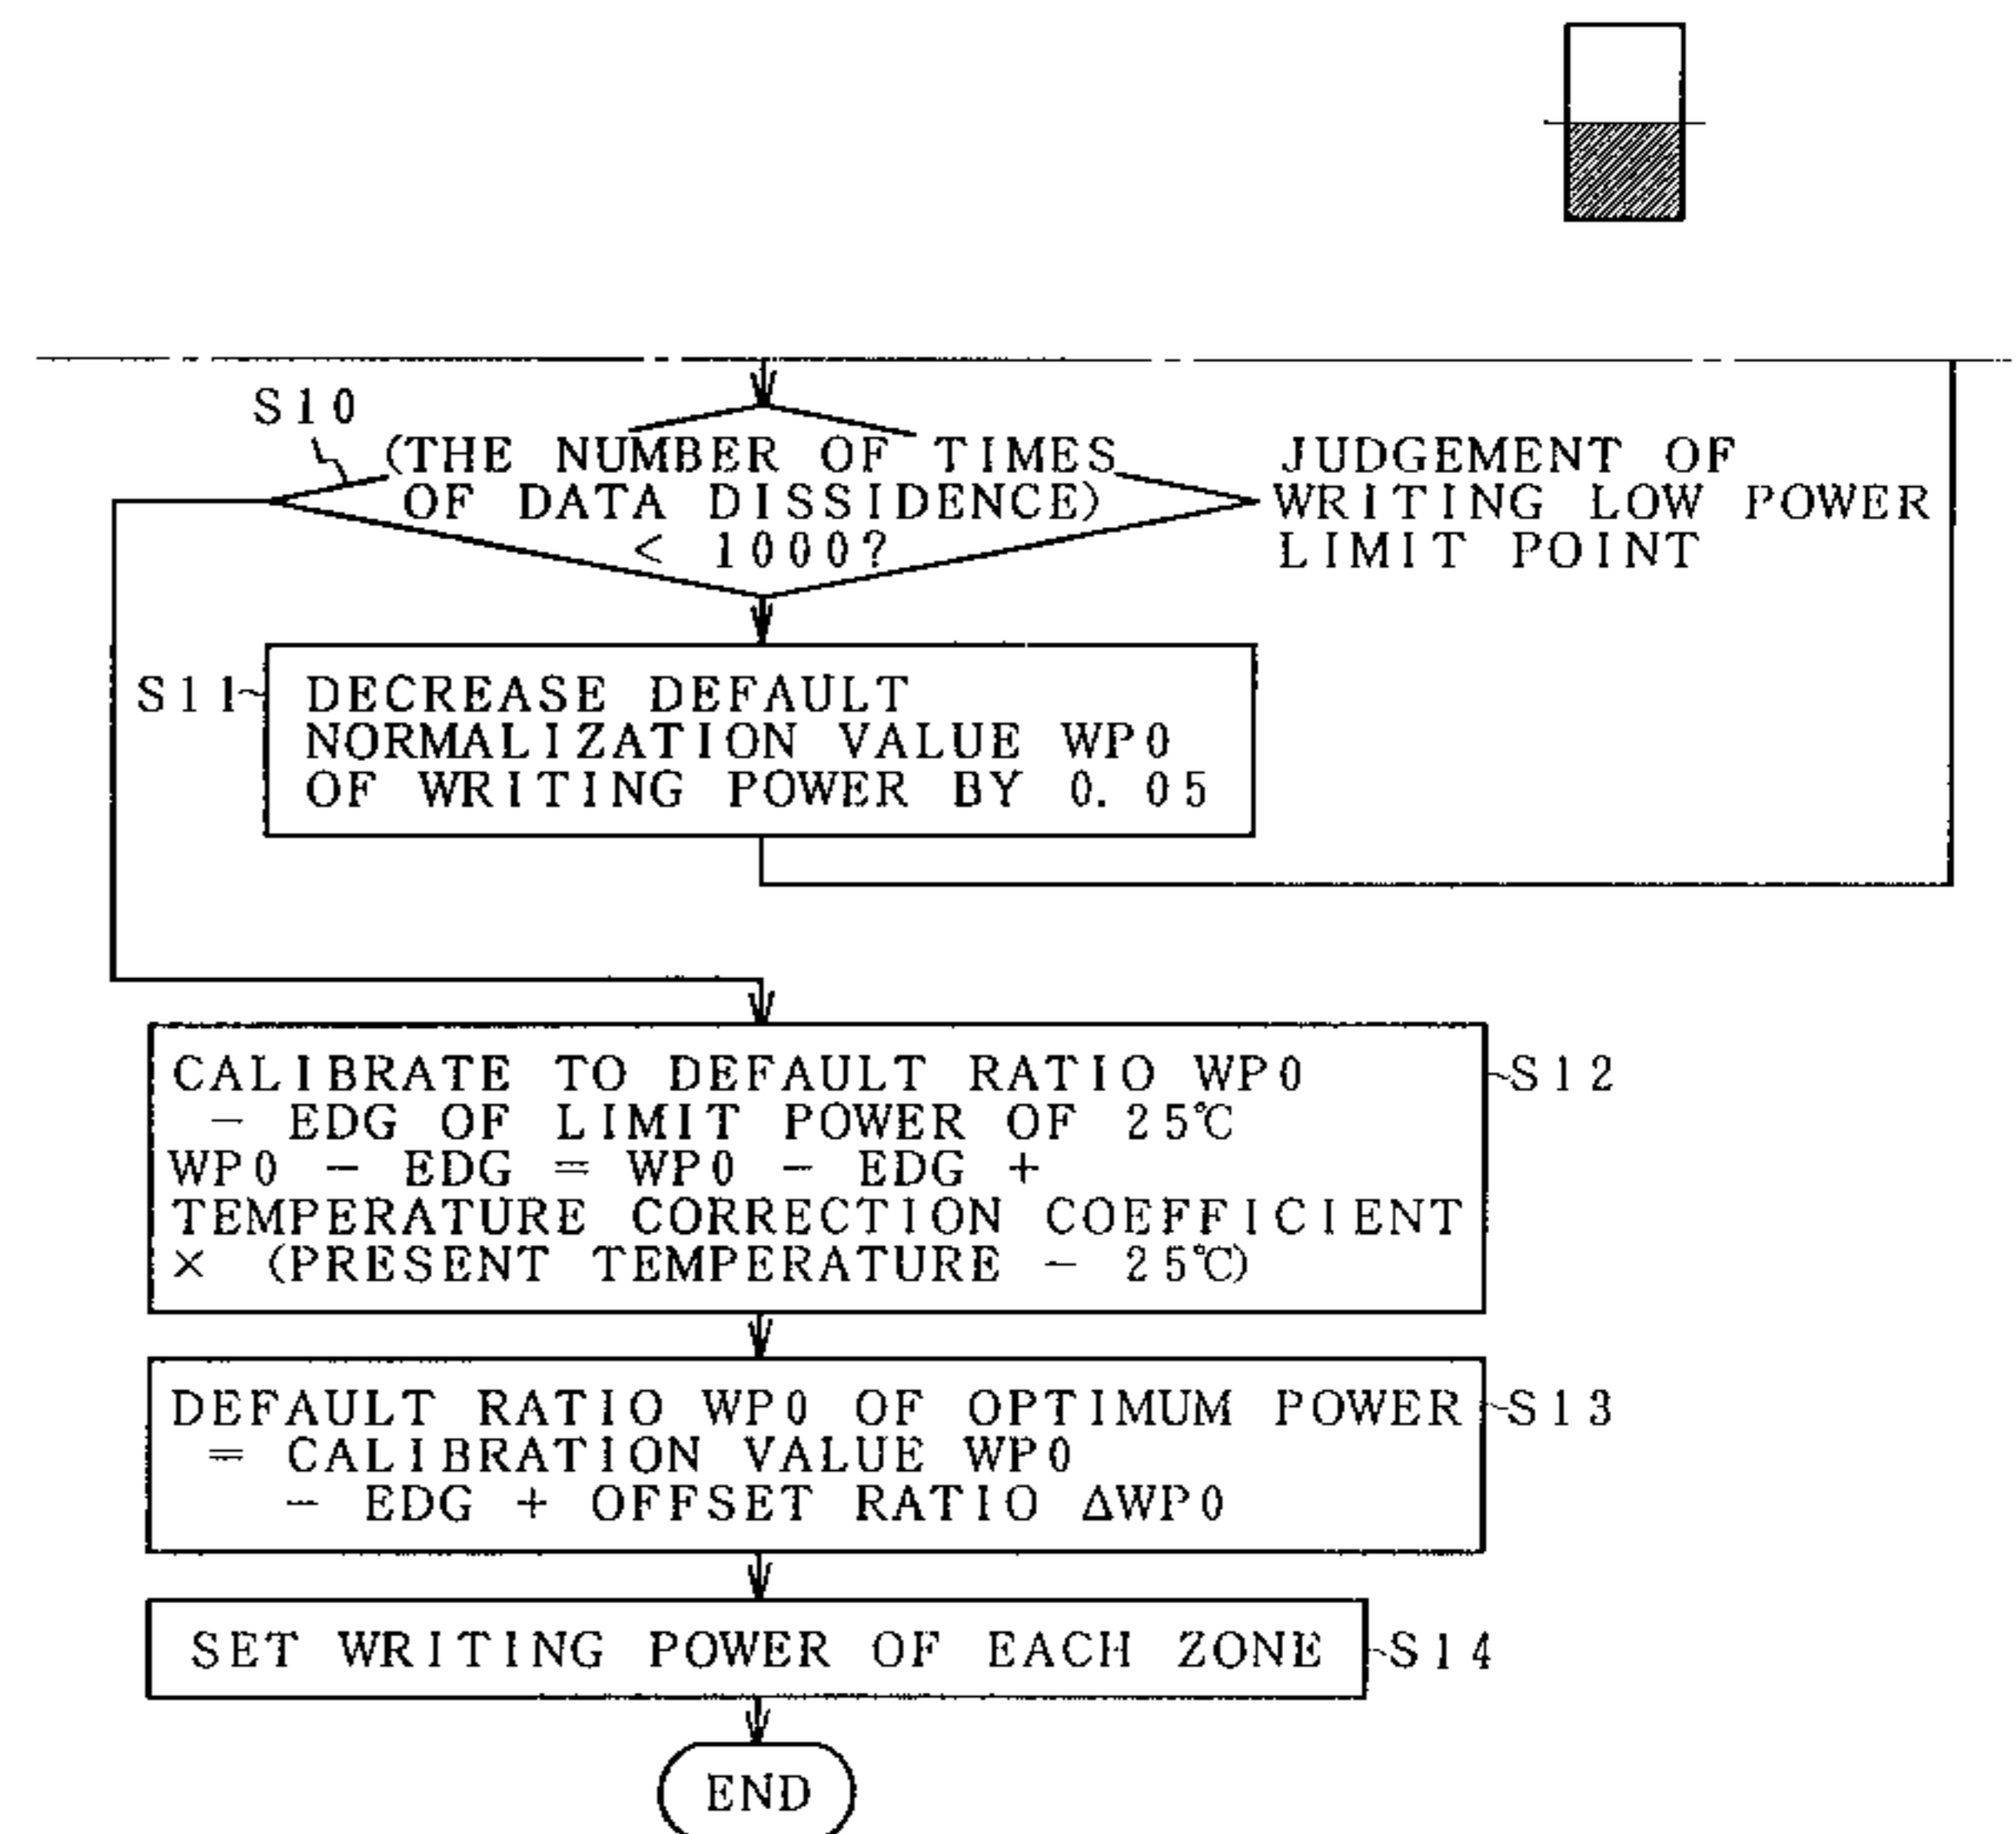 S10
(THE NUMBER OF TIMES
OF DATA DISSIDENCE)
< 1000?
JUDGEMENT OF
WRITING LOW POWER
LIMIT POINT
S11
DECREASE DEFAULT
NORMALIZATION VALUE WP0
OF WRITING POWER BY 0.05
CALIBRATE TO DEFAULT RATIO WP0
- EDG OF LIMIT POWER OF 25℃
WP0 - EDG = WP0 - EDG +
TEMPERATURE CORRECTION COEFFICIENT
× (PRESENT TEMPERATURE - 25℃)
S12
DEFAULT RATIO WP0 OF OPTIMUM POWER
= CALIBRATION VALUE WP0
- EDG + OFFSET RATIO ΔWP0
S13
SET WRITING POWER OF EACH ZONE
S14
END